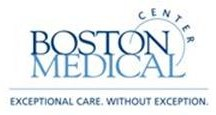 BOSTON
MEDICAL
CENTER
EXCEPTIONAL CARE. WITHOUT EXCEPTION.